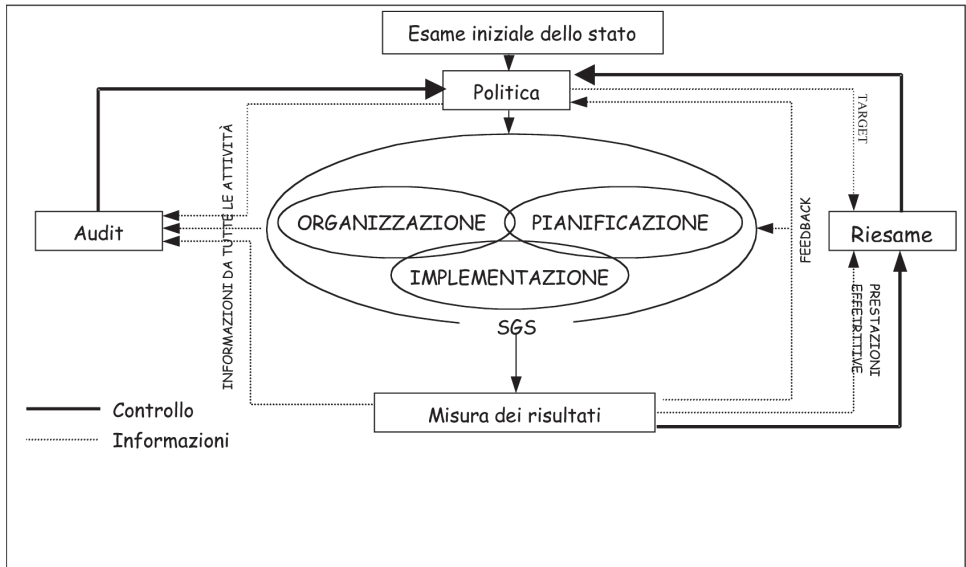 Esame iniziale dello stato
Politica
TARGET
INFORMAZIONI DA TUTTE LE ATTIVITÀ
ORGANIZZAZIONE
PIANIFICAZIONE
FEEDBACK
Audit
Riesame
IMPLEMENTAZIONE
PRESTAZIONI
EFFETRITIVE
SGS
Misura dei risultati
Controllo
Informazioni